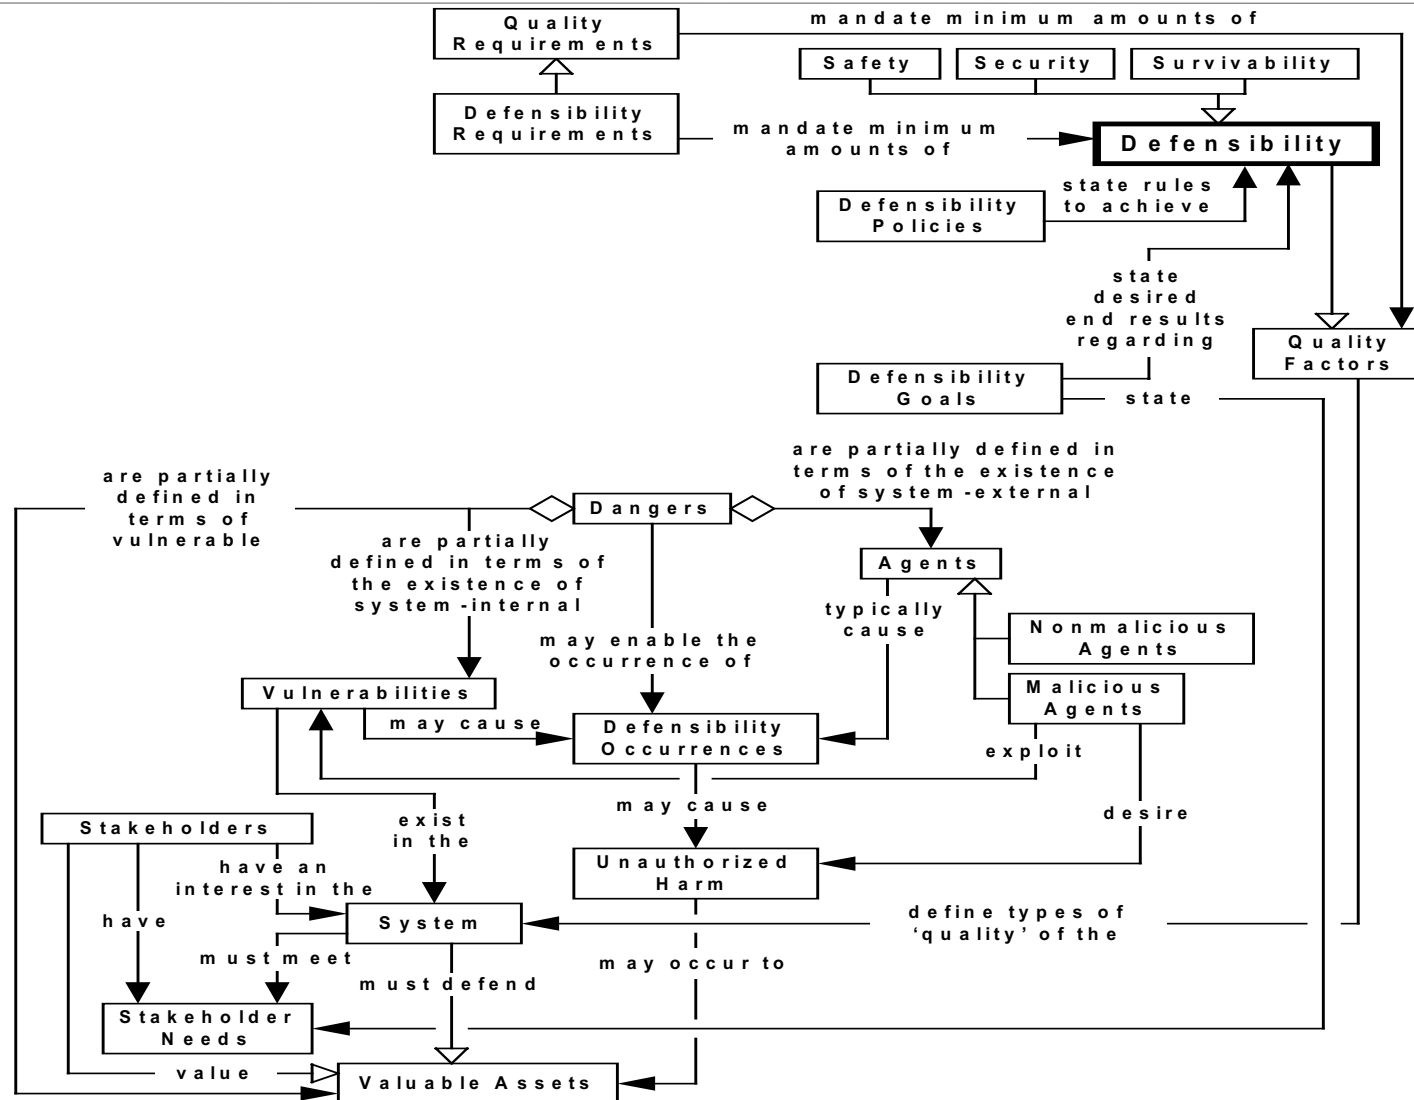 Quality
Requirements
mandate minimum amounts of
Safety
Security
Survivability
Defensibility
Requirements
mandate minimum
amounts of
Defensibility
state rules
to achieve
Defensibility
Policies
state
desired
end results
regarding
Quality
Factors
Defensibility
Goals
state
are partially defined in
terms of the existence
of system-external
are partially
defined in
terms of
vulnerable
Dangers
are partially
defined in terms of
the existence of
system-internal
Agents
typically
cause
Nonmalicious
Agents
may enable the
occurrence of
Vulnerabilities
Malicious
Agents
may cause
Defensibility
Occurrences
exploit
may cause
desire
Stakeholders
exist
in the
have an
interest in the
Unauthorized
Harm
have
System
define types of
‘quality’ of the
must meet
must defend
may occur to
Stakeholder
Needs
value
Valuable Assets